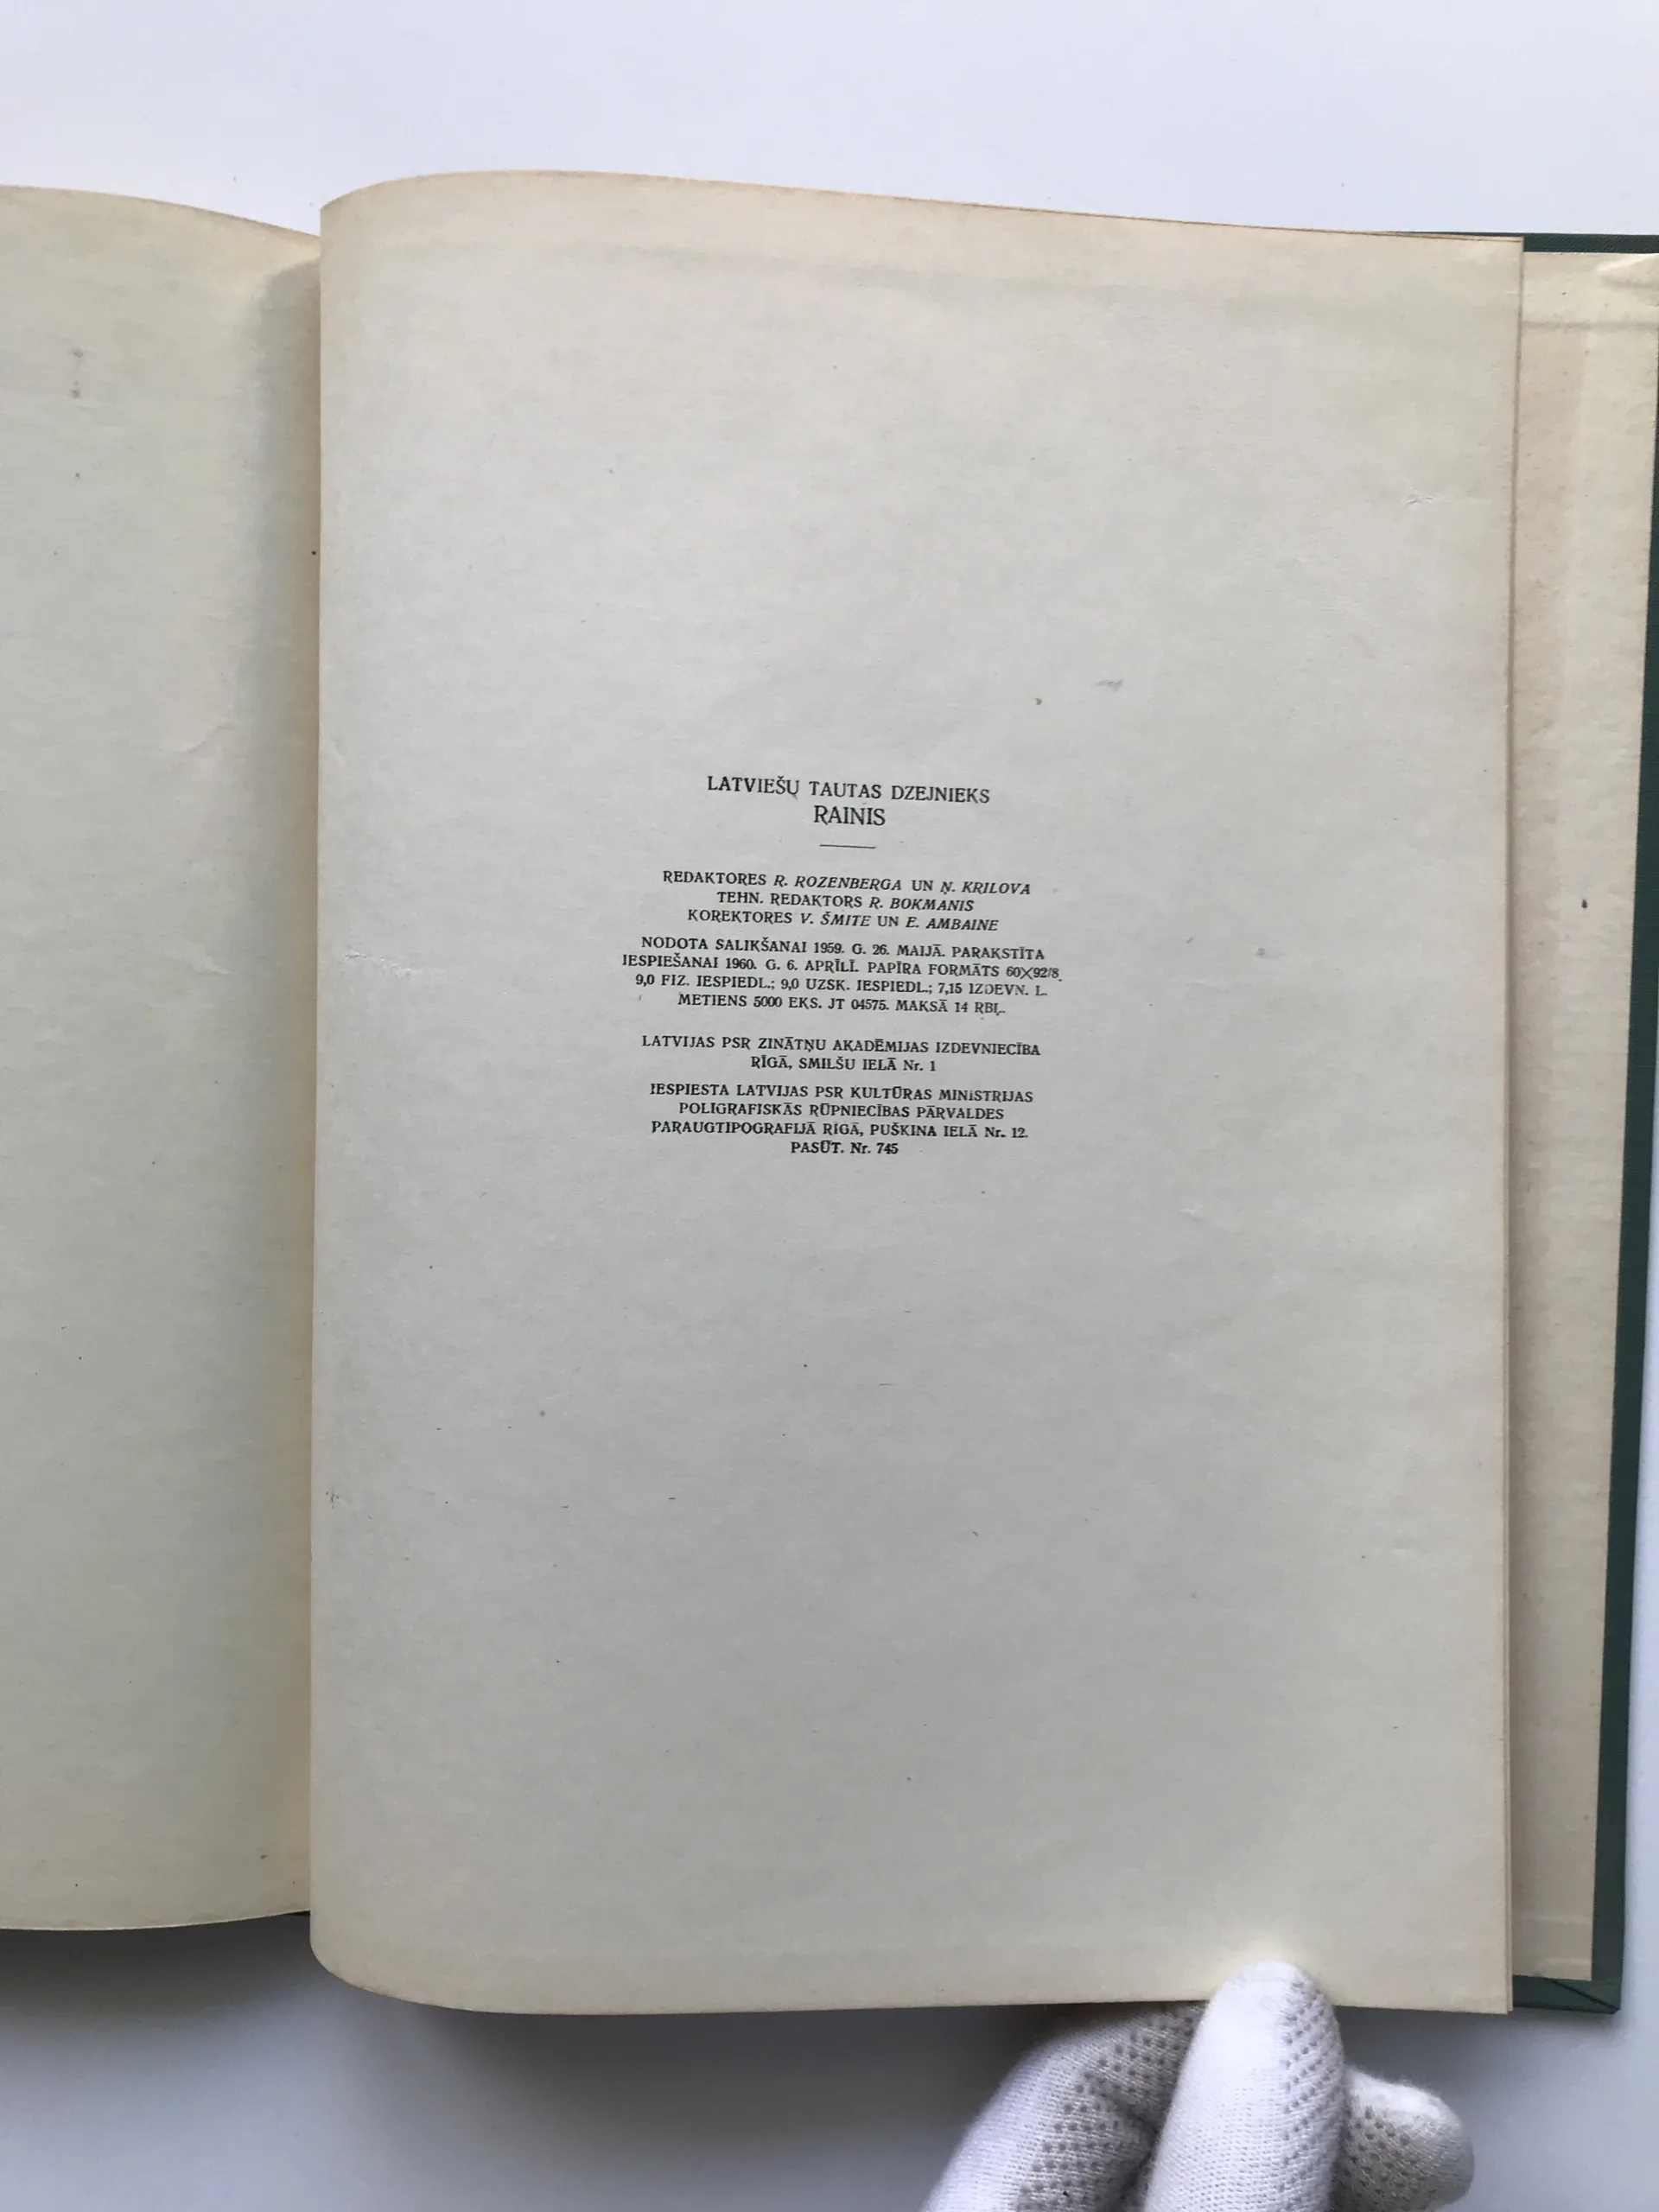 LATVIEŠU TAUTAS DZEJNIEKS
RAINIS
REDAKTORES R. ROZENBERGA UN Ņ. KRILOVA
TEHN. REDAKTORS R. BOKMANIS
KOREKTORES V. ŠMITE UN E. AMBAINE
NODOTA SALIKŠANAI 1959. G. 26. MAIJĀ. PARAKSTĪTA
IESPIEŠANAI 1960. G. 6. APRĪLĪ. PAPĪRA FORMĀTS 60×92/8.
9,0 FIZ. IESPIEDL.; 9,0 UZSK. IESPIEDL.; 7,15 IZDEVN. L.
METIENS 5000 EKS. JT 04575. MAKSĀ 14 RBĻ.
LATVIJAS PSR ZINĀTŅU AKADĒMIJAS IZDEVNIECĪBA
RĪGĀ, SMILŠU IELĀ Nr. 1
IESPIESTA LATVIJAS PSR KULTŪRAS MINISTRIJAS
POLIGRAFISKĀS RŪPNIECĪBAS PĀRVALDES
PARAUGTIPOGRAFIJĀ RĪGĀ, PUŠKINA IELĀ Nr. 12.
PASŪT. Nr. 745